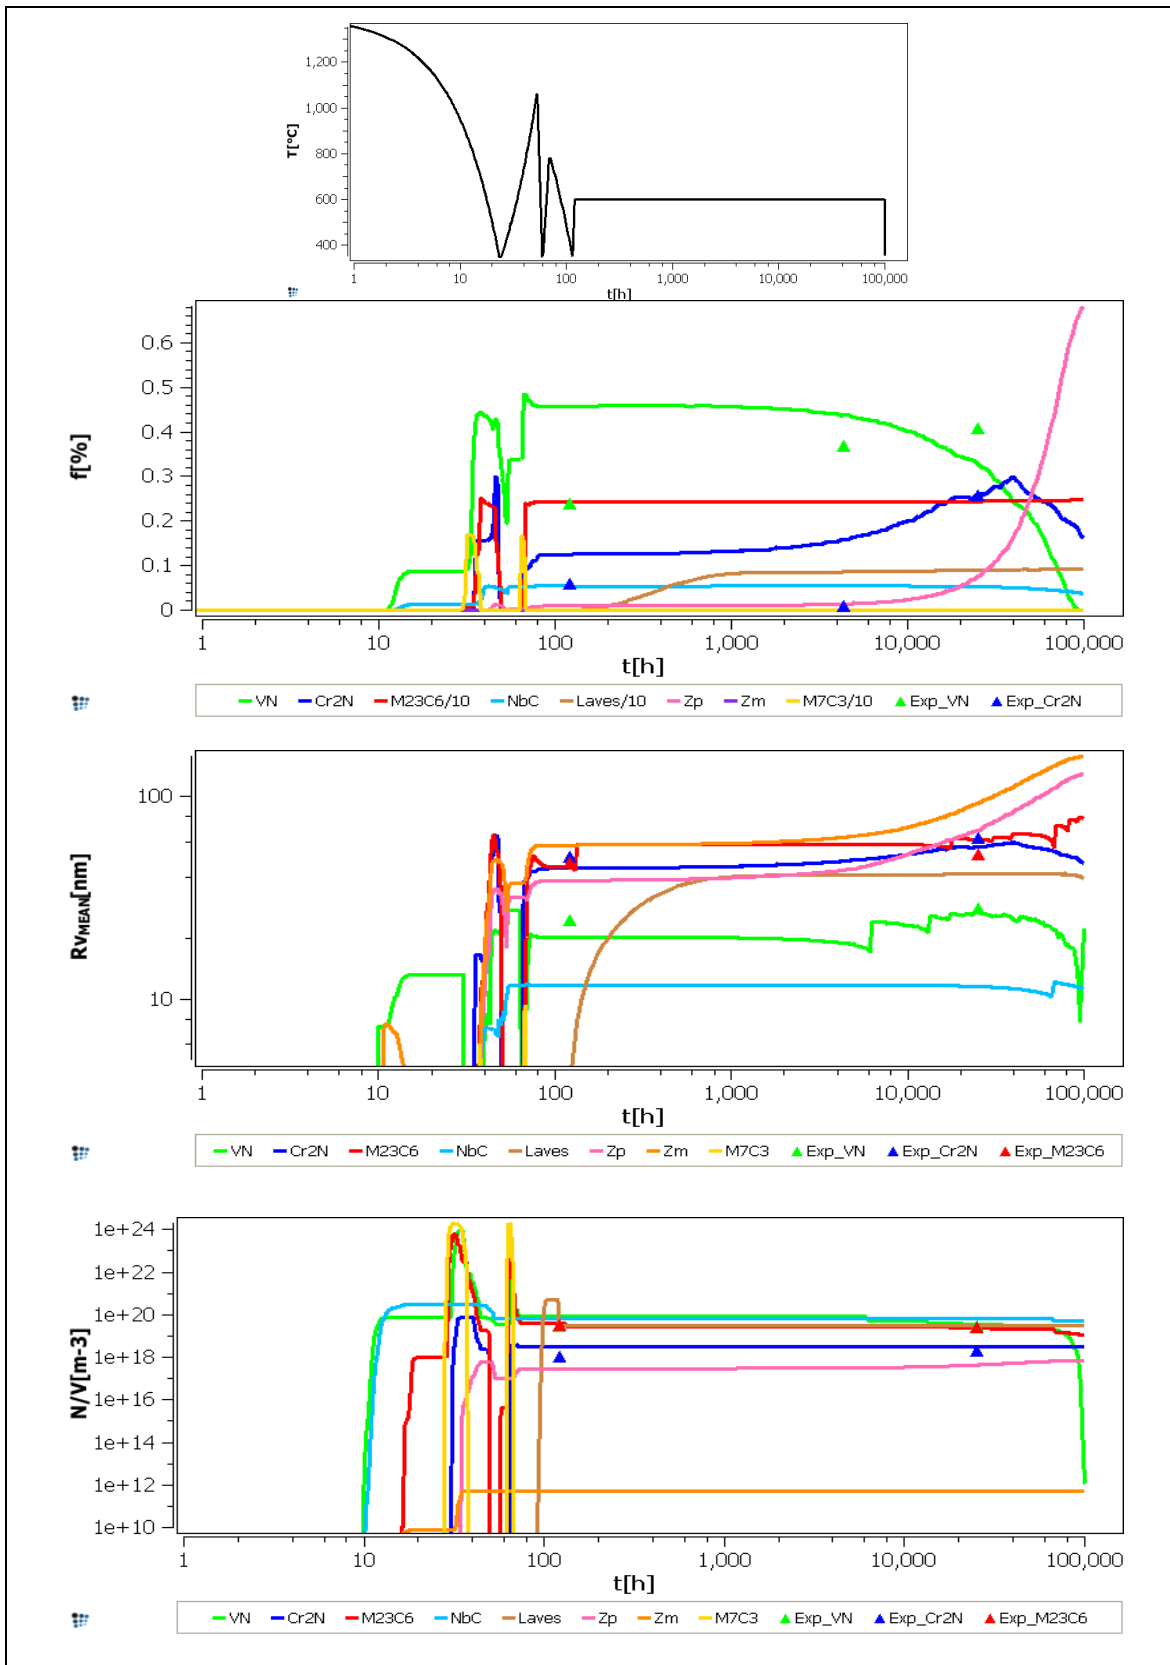 1,200
1,000
800
600
400
T[°C]
1 10 100 1,000 10,000 100,000
t[h]
0.6
0.5
0.4
0.3
0.2
0.1
0
f[%]
1 10 100 1,000 10,000 100,000
t[h]
VN Cr2N M23C6/10 NbC Laves/10 Zp Zm M7C3/10 Exp_VN Exp_Cr2N
100
10
RVMEAN[nm]
1 10 100 1,000 10,000 100,000
t[h]
VN Cr2N M23C6 NbC Laves Zp Zm M7C3 Exp_VN Exp_Cr2N Exp_M23C6
1e+24
1e+22
1e+20
1e+18
1e+16
1e+14
1e+12
1e+10
N/V[m-3]
1 10 100 1,000 10,000 100,000
t[h]
VN Cr2N M23C6 NbC Laves Zp Zm M7C3 Exp_VN Exp_Cr2N Exp_M23C6